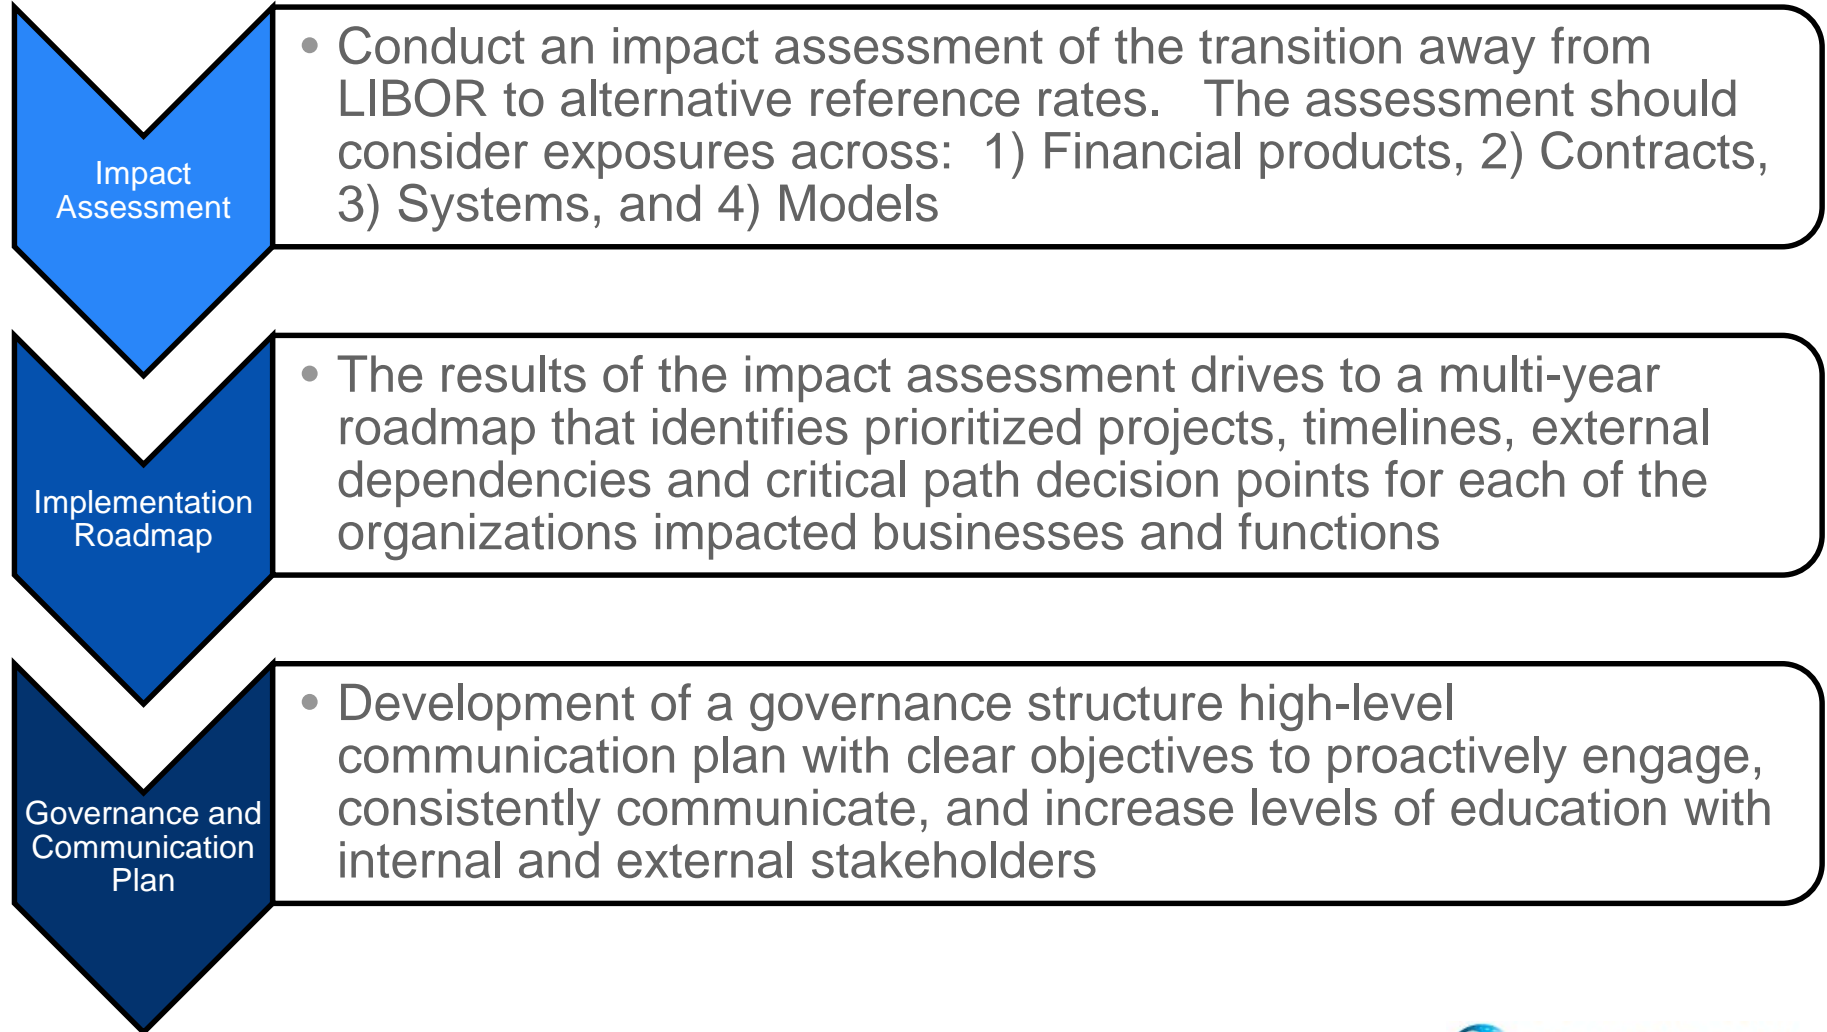 Impact
Assessment
• Conduct an impact assessment of the transition away from
LIBOR to alternative reference rates.   The assessment should
consider exposures across:  1) Financial products, 2) Contracts,
3) Systems, and 4) Models
Implementation
Roadmap
• The results of the impact assessment drives to a multi-year
roadmap that identifies prioritized projects, timelines, external
dependencies and critical path decision points for each of the
organizations impacted businesses and functions
Governance and
Communication
Plan
• Development of a governance structure high-level
communication plan with clear objectives to proactively engage,
consistently communicate, and increase levels of education with
internal and external stakeholders